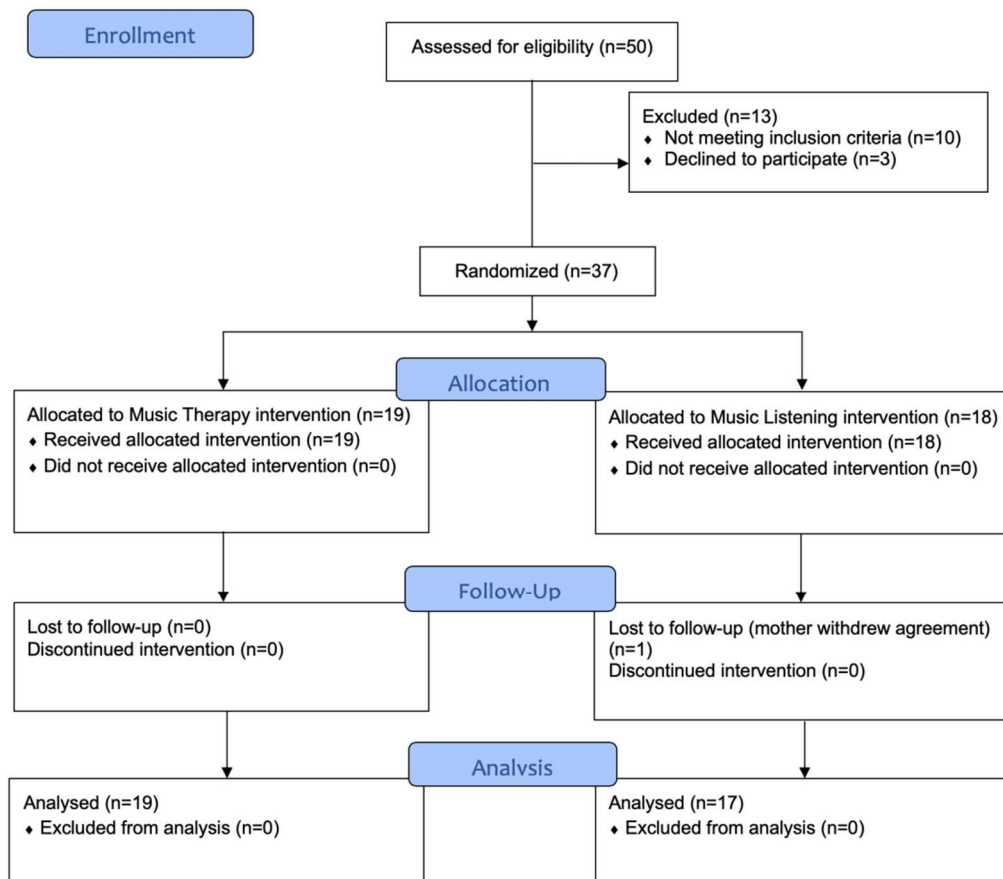 Enrollment
Assessed for eligibility (n=50)
Excluded (n=13)
♦ Not meeting inclusion criteria (n=10)
♦ Declined to participate (n=3)
Randomized (n=37)
Allocation
Allocated to Music Therapy intervention (n=19)
♦ Received allocated intervention (n=19)
♦ Did not receive allocated intervention (n=0)
Allocated to Music Listening intervention (n=18)
♦ Received allocated intervention (n=18)
♦ Did not receive allocated intervention (n=0)
Follow-Up
Lost to follow-up (n=0)
Discontinued intervention (n=0)
Lost to follow-up (mother withdrew agreement)
(n=1)
Discontinued intervention (n=0)
Analysis
Analysed (n=19)
♦ Excluded from analysis (n=0)
Analysed (n=17)
♦ Excluded from analysis (n=0)